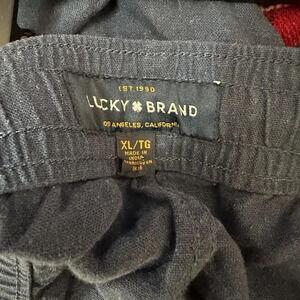 EST. 1990
LUCKY BRAND
LOS ANGELES, CALIFORNIA
XL/TG
MADE IN
INDIA